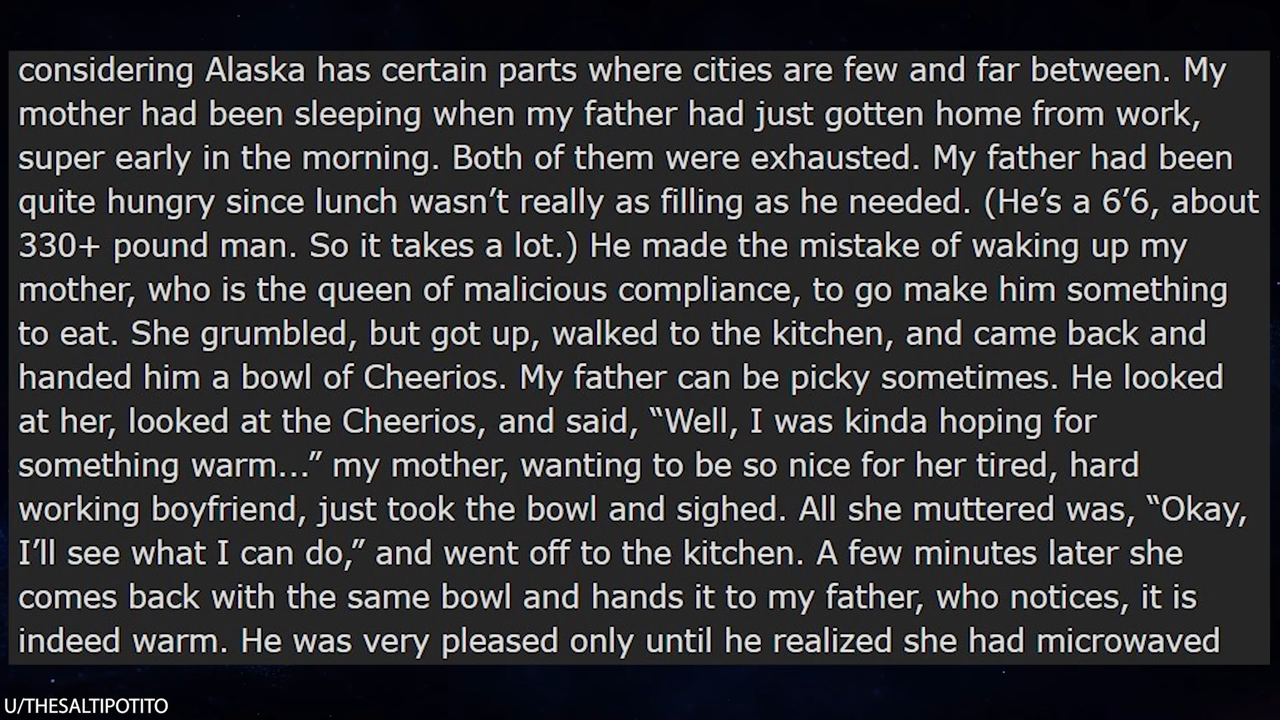 considering Alaska has certain parts where cities are few and far between. My
mother had been sleeping when my father had just gotten home from work,
super early in the morning. Both of them were exhausted. My father had been
quite hungry since lunch wasn’t really as filling as he needed. (He’s a 6’6, about
330+ pound man. So it takes a lot.) He made the mistake of waking up my
mother, who is the queen of malicious compliance, to go make him something
to eat. She grumbled, but got up, walked to the kitchen, and came back and
handed him a bowl of Cheerios. My father can be picky sometimes. He looked
at her, looked at the Cheerios, and said, “Well, I was kinda hoping for
something warm...” my mother, wanting to be so nice for her tired, hard
working boyfriend, just took the bowl and sighed. All she muttered was, “Okay,
I’ll see what I can do,” and went off to the kitchen. A few minutes later she
comes back with the same bowl and hands it to my father, who notices, it is
indeed warm. He was very pleased only until he realized she had microwaved
U/THESALTIPOTITO